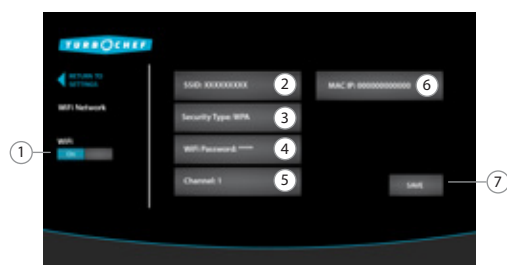 TURBOCHEF
RETURN TO
SETTINGS
WiFi Network
WiFi
ON
1
SSID: XXXXXXXXX
2
Security Type: WPA
3
WiFi Password: *****
4
Channel: 1
5
MAC IP: 000000000000
6
SAVE
7